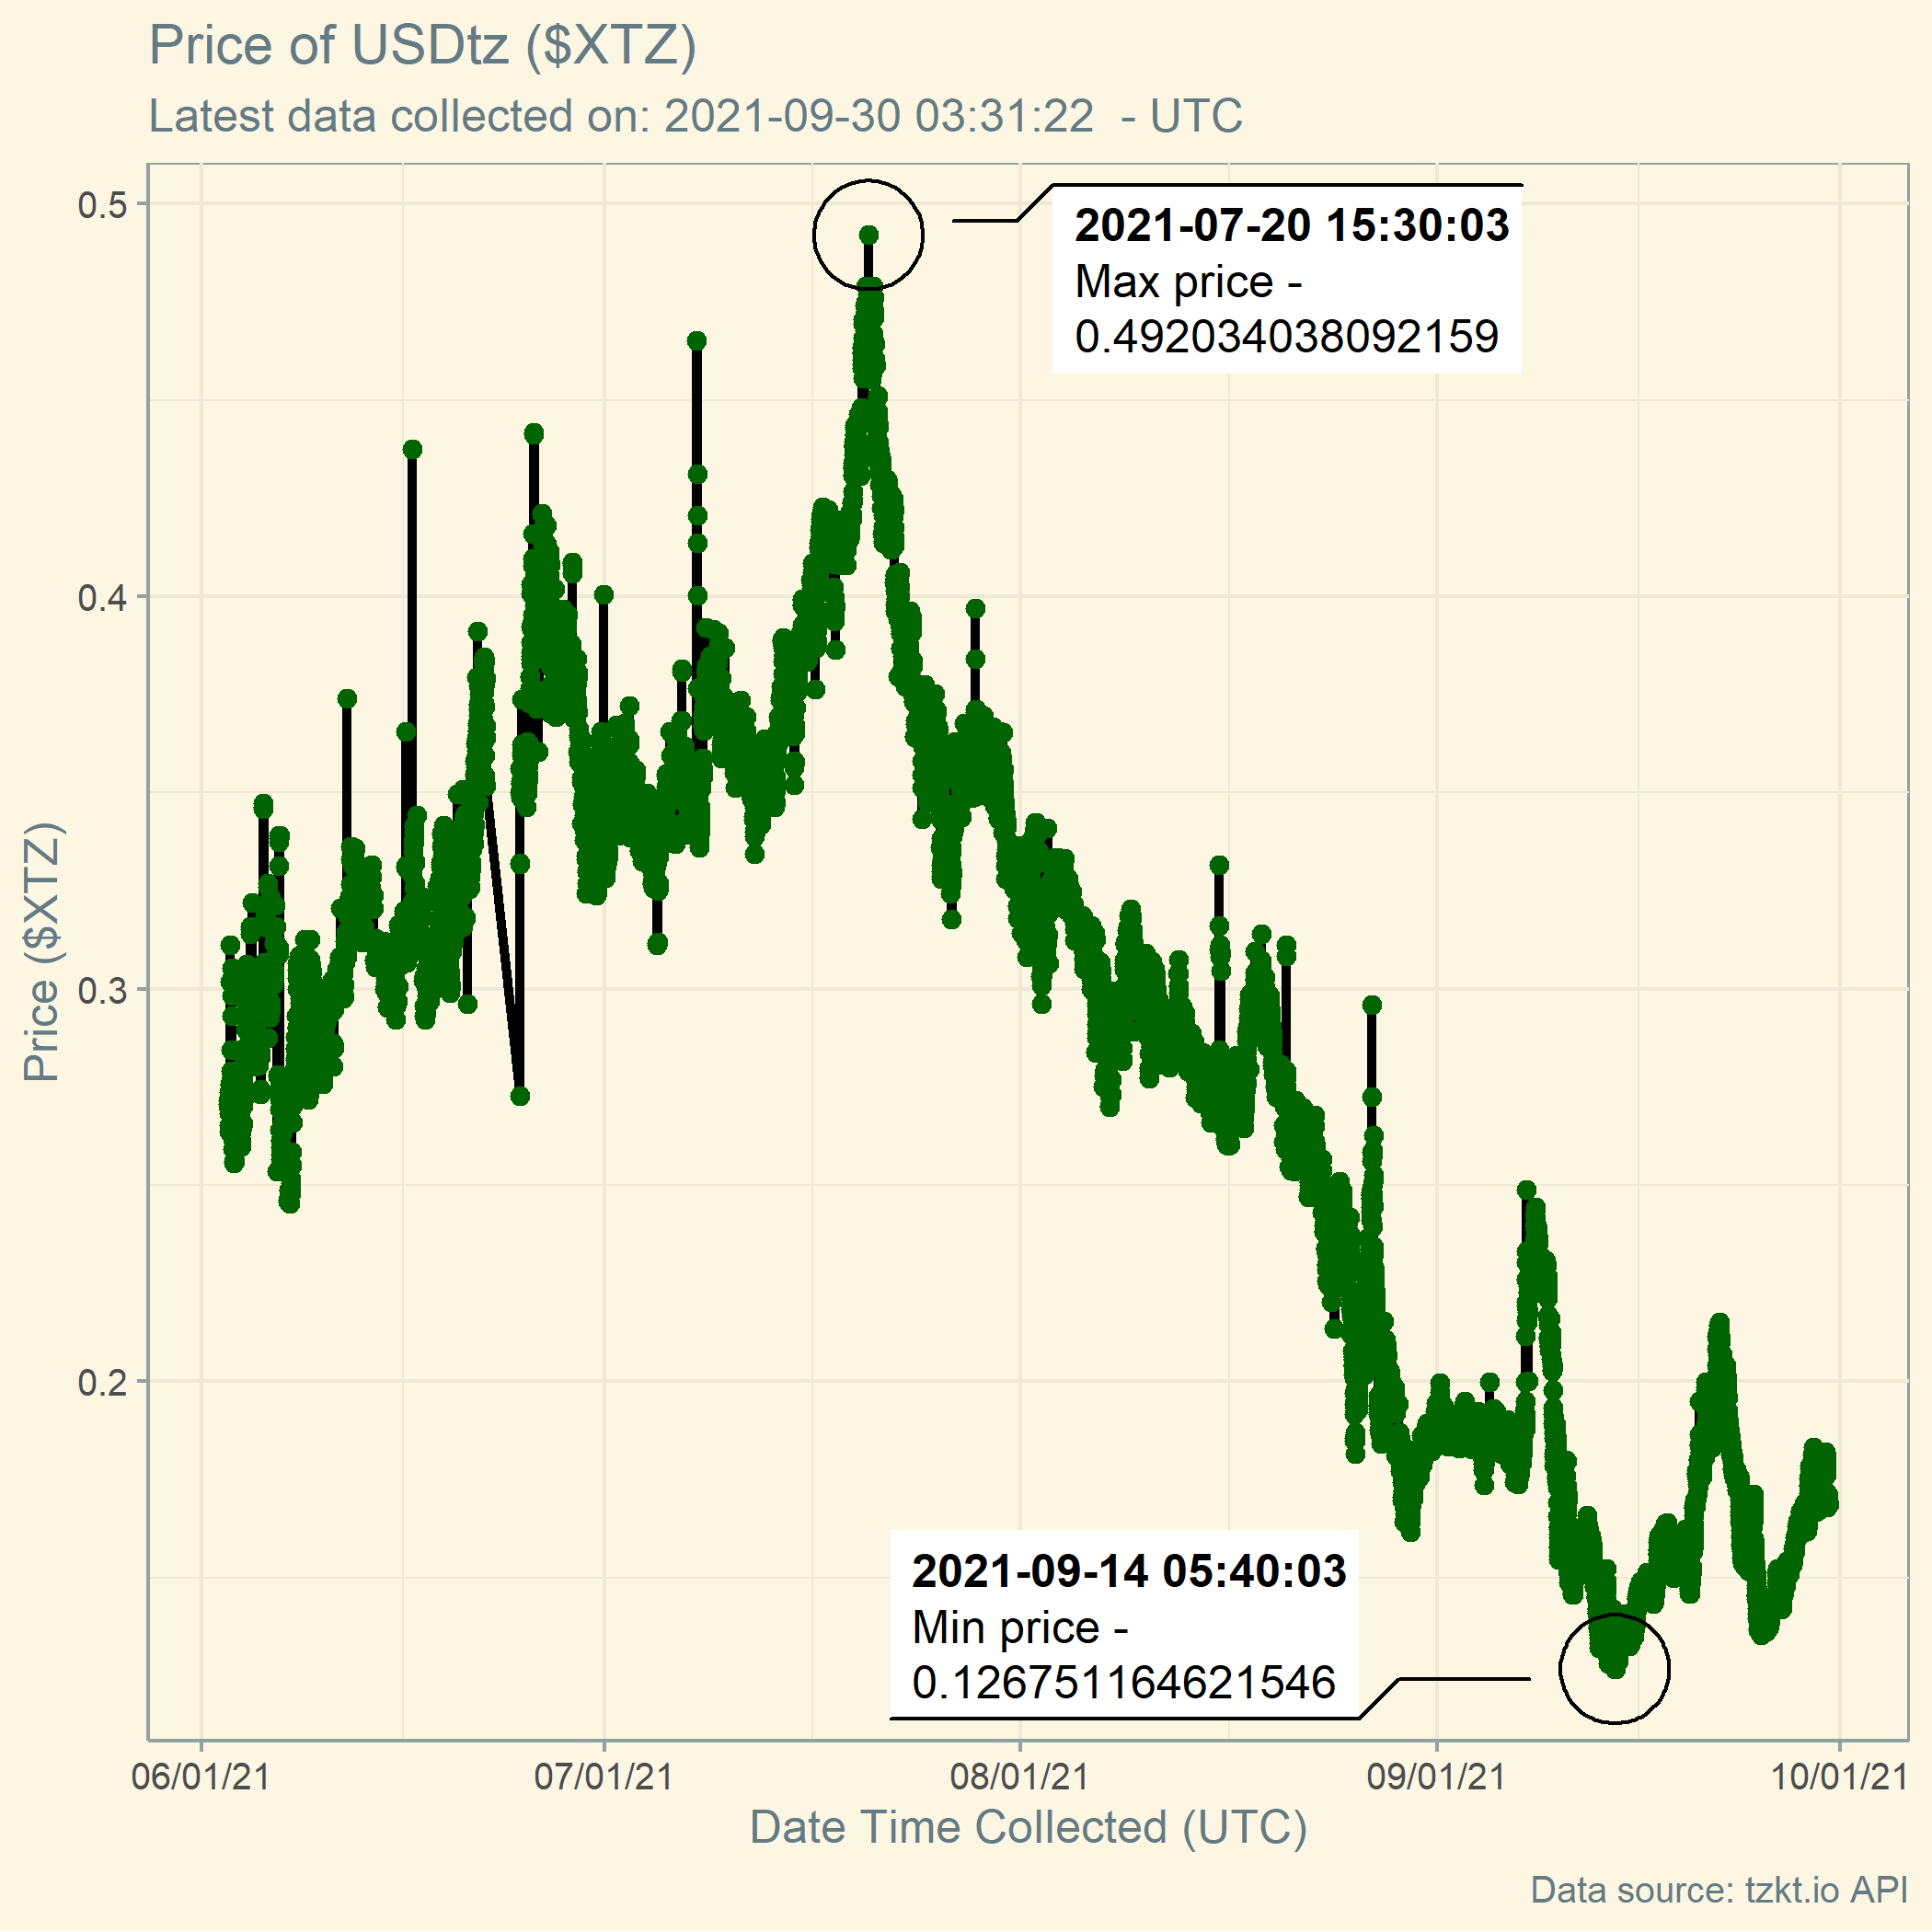 Price of USDtz ($XTZ)
Latest data collected on: 2021-09-30 03:31:22  - UTC
0.5
0.4
0.3
0.2
Price ($XTZ)
2021-07-20 15:30:03
Max price -
0.492034038092159
2021-09-14 05:40:03
Min price -
0.126751164621546
06/01/21
07/01/21
08/01/21
09/01/21
10/01/21
Date Time Collected (UTC)
Data source: tzkt.io API